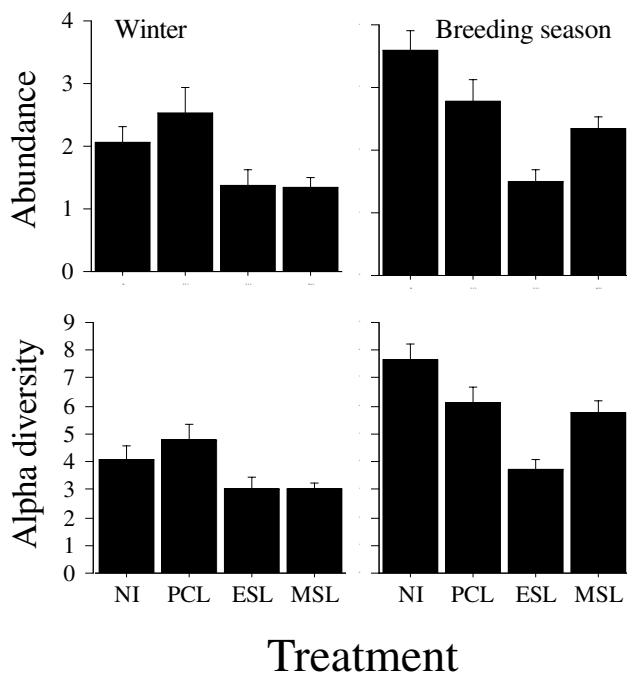 Winter
Breeding season
Abundance
4
3
2
1
0
Alpha diversity
9
8
7
6
5
4
3
2
1
0
NI PCL ESL MSL
NI PCL ESL MSL
Treatment